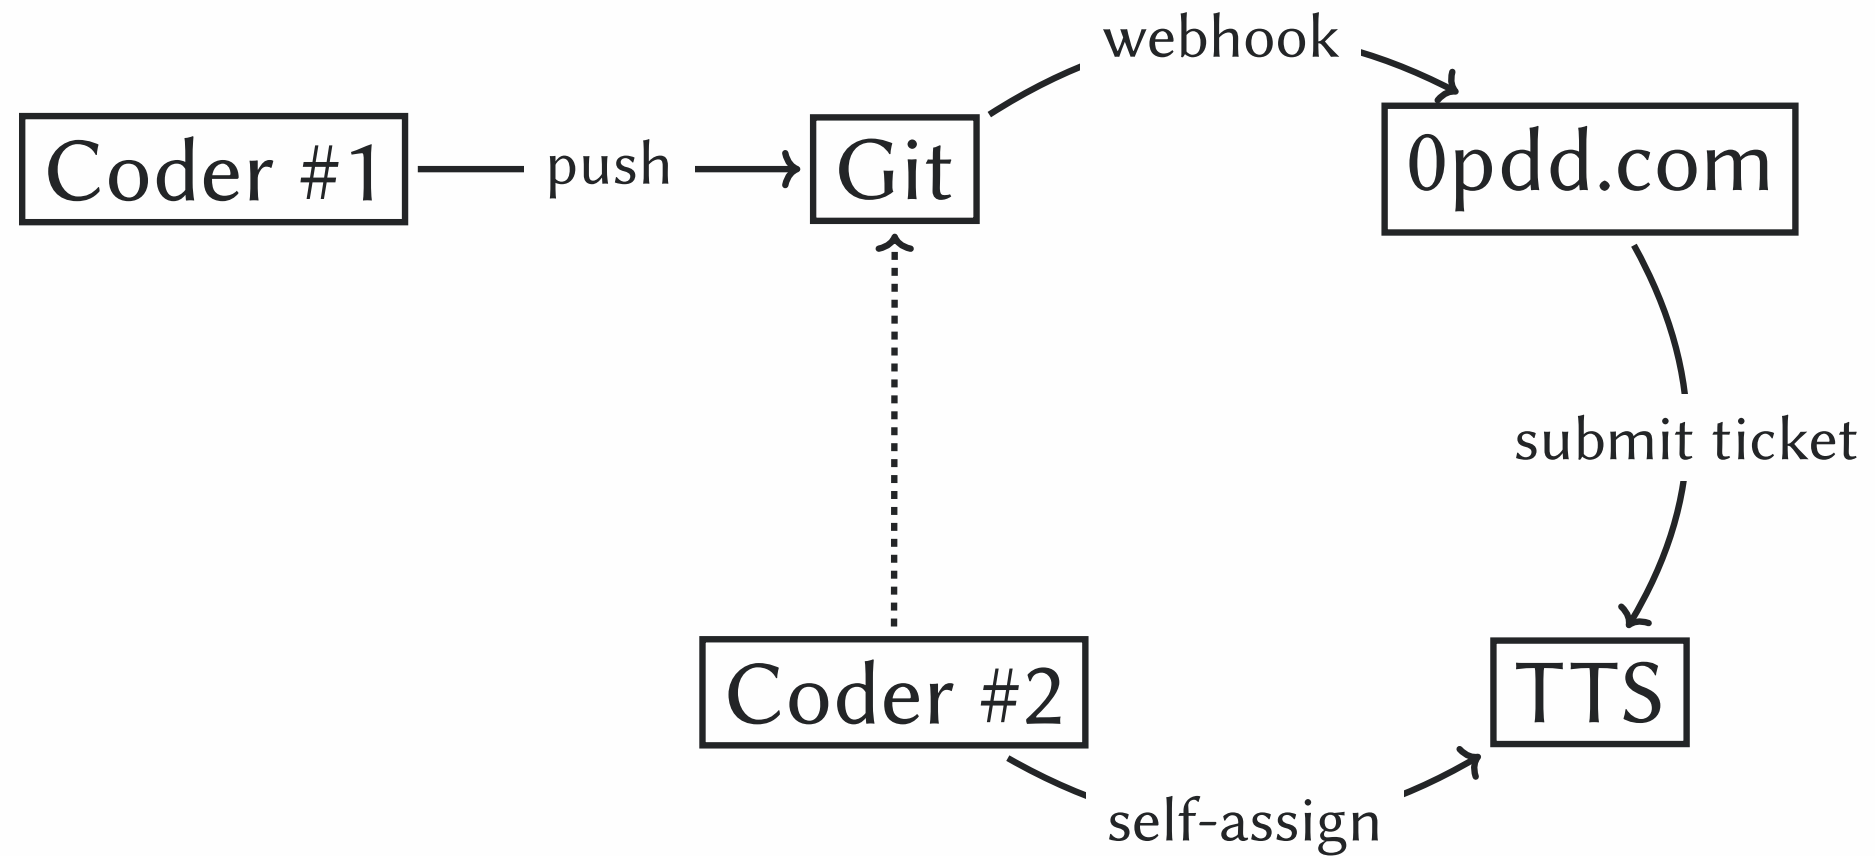 webhook
Coder #1
push
Git
0pdd.com
submit ticket
Coder #2
TTS
self-assign